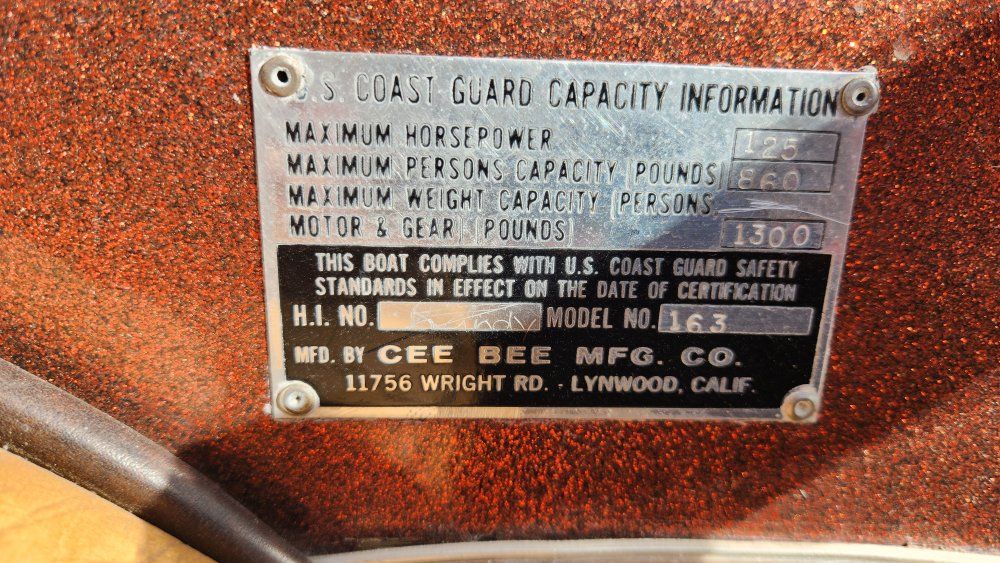 U.S. COAST GUARD CAPACITY INFORMATION
MAXIMUM HORSEPOWER 125
MAXIMUM PERSONS CAPACITY (POUNDS) 860
MAXIMUM WEIGHT CAPACITY (PERSONS,
MOTOR & GEAR) (POUNDS) 1300
THIS BOAT COMPLIES WITH U.S. COAST GUARD SAFETY
STANDARDS IN EFFECT ON THE DATE OF CERTIFICATION
H.I. NO. MODEL NO. 163
MFD. BY CEE BEE MFG. CO.
11756 WRIGHT RD. - LYNWOOD, CALIF.